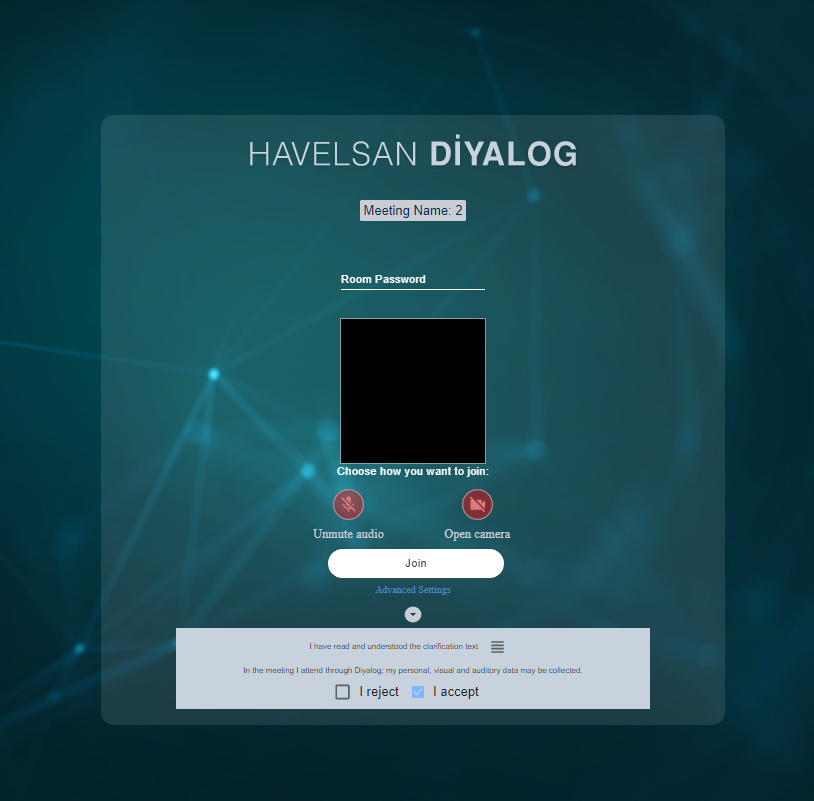 HAVELSAN DİYALOG
Meeting Name: 2
Room Password
Choose how you want to join:
Unmute audio
Open camera
Join
Advanced Settings
I have read and understood the clarification text
In the meeting I attend through Diyalog; my personal, visual and auditory data may be collected.
I reject
I accept